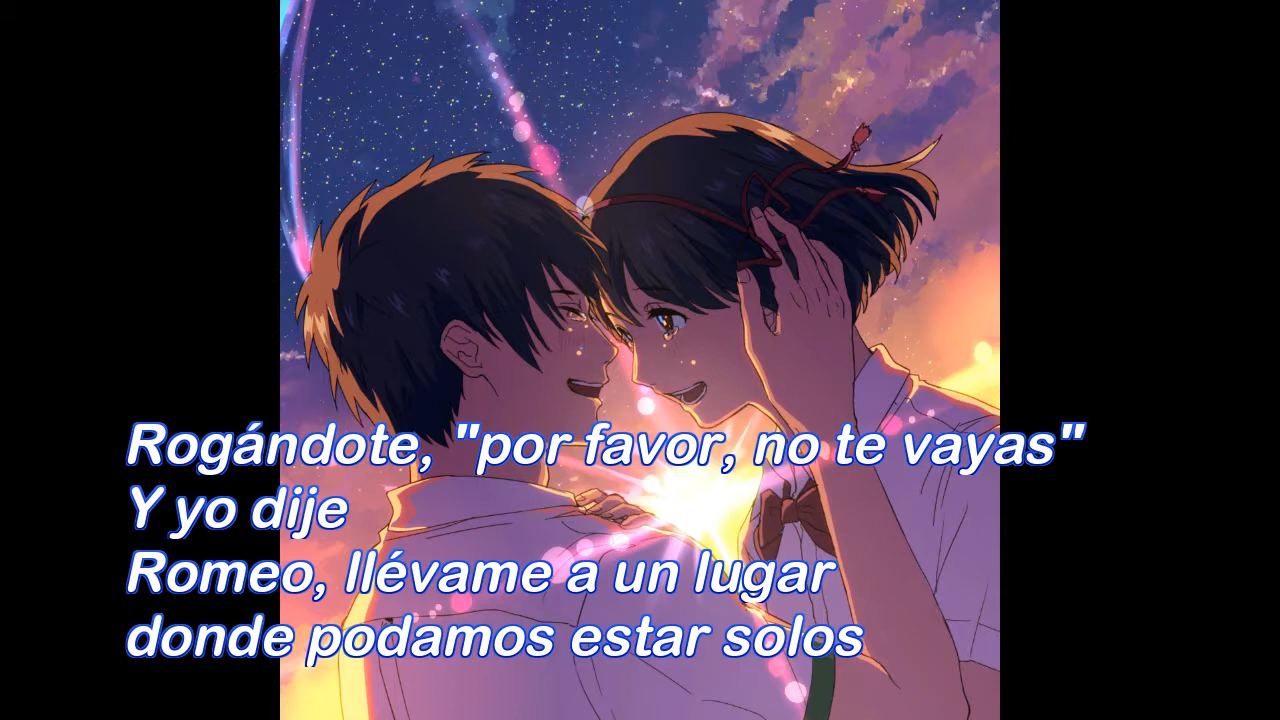 Rogándote, "por favor, no te vayas"
Y yo dije
Romeo, llévame a un lugar
donde podamos estar solos